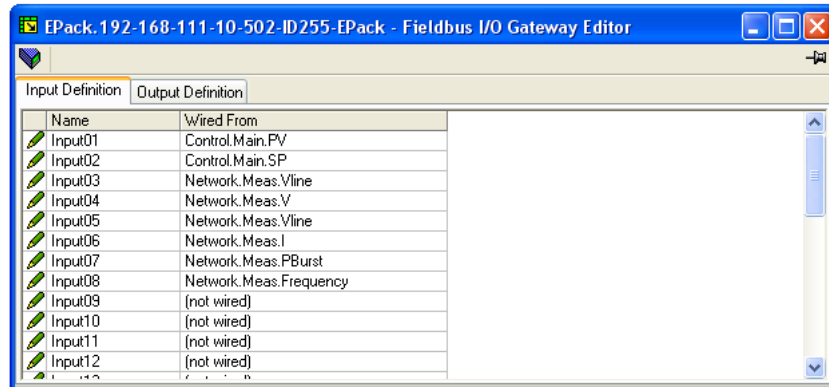 EPack.192-168-111-10-502-ID255-EPack - Fieldbus I/O Gateway Editor
Input Definition Output Definition
Name Wired From
Input01 Control.Main.PV
Input02 Control.Main.SP
Input03 Network.Meas.Vline
Input04 Network.Meas.V
Input05 Network.Meas.Vline
Input06 Network.Meas.I
Input07 Network.Meas.PBurst
Input08 Network.Meas.Frequency
Input09 (not wired)
Input10 (not wired)
Input11 (not wired)
Input12 (not wired)